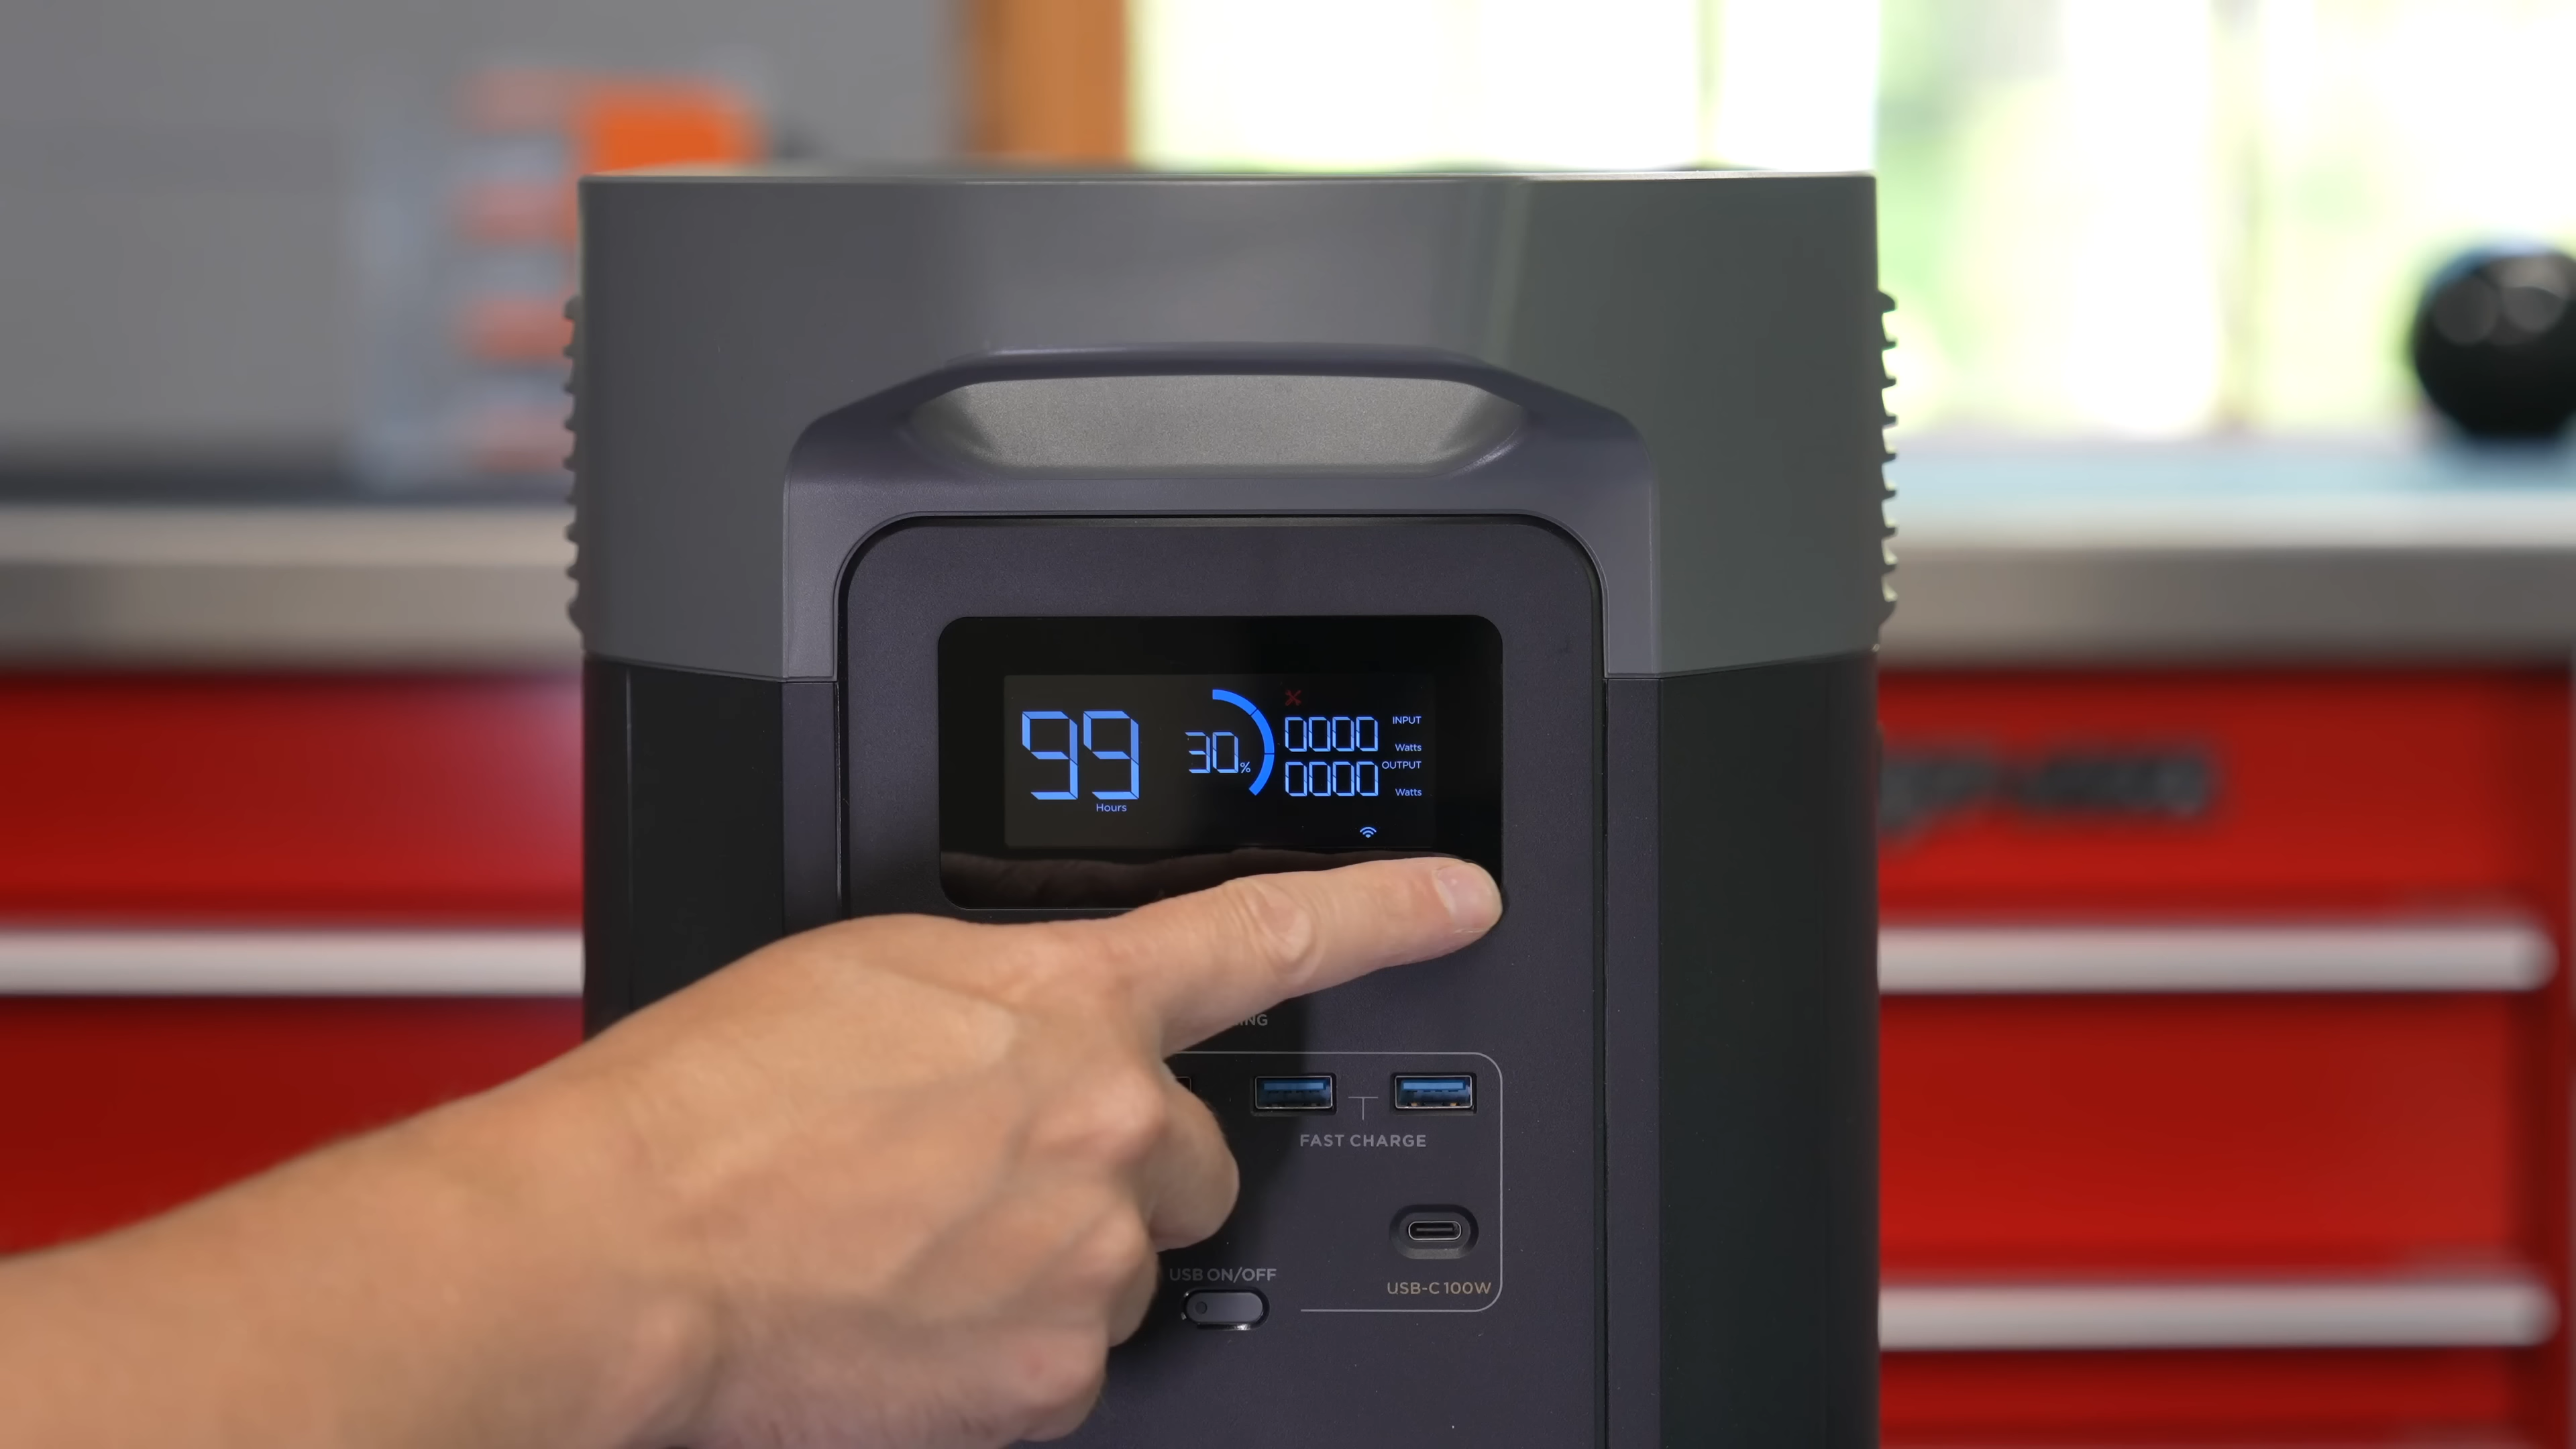 99
Hours
30%
0000
INPUT
Watts
0000
OUTPUT
Watts
FAST CHARGE
USB ON/OFF
USB-C 100W